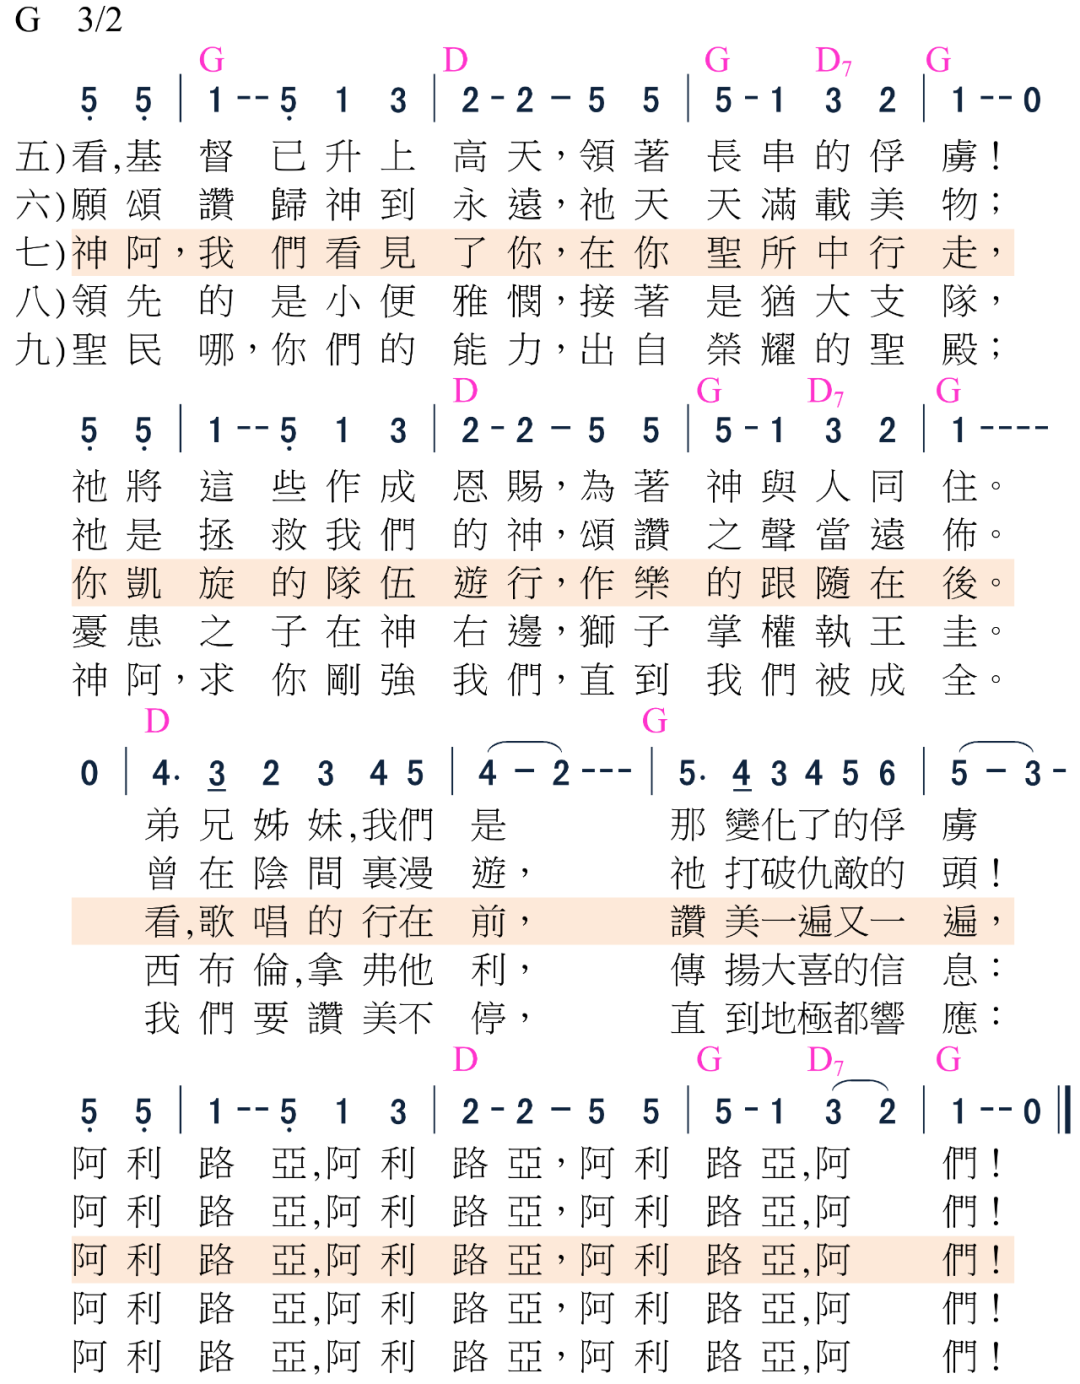 G 3/2
G D G D7 G
5̣ 5̣ | 1 -- 5̣ 1 3 | 2 - 2 - 5 5 | 5 - 1 3 2 | 1 -- 0
五)看,基督已升上高天，領著長串的俘虜！
六)願頌讚歸神到永遠，祂天天滿載美物；
七)神阿，我們看見了你，在你聖所中行走，
八)領先的是小便雅憫，接著是猶大支隊，
九)聖民哪，你們的能力，出自榮耀的聖殿；
D G D7 G
5̣ 5̣ | 1 -- 5̣ 1 3 | 2 - 2 - 5 5 | 5 - 1 3 2 | 1 ----
祂將這些作成恩賜，為著神與人同住。
祂是拯救我們的神，頌讚之聲當遠佈。
你凱旋的隊伍遊行，作樂的跟隨在後。
憂患之子在神右邊，獅子掌權執王圭。
神阿，求你剛強我們，直到我們被成全。
D G
0 | 4. 3 2 3 4 5 | 4 - 2 --- | 5. 4 3 4 5 6 | 5 - 3 -
弟兄姊妹,我們是那變化了的俘虜
曾在陰間裏漫遊，祂打破仇敵的頭！
看,歌唱的行在前，讚美一遍又一遍，
西布倫,拿弗他利，傳揚大喜的信息：
我們要讚美不停，直到地極都響應：
D G D7 G
5̣ 5̣ | 1 -- 5̣ 1 3 | 2 - 2 - 5 5 | 5 - 1 3 2 | 1 -- 0 ‖
阿利路亞,阿利路亞，阿利路亞,阿們！
阿利路亞,阿利路亞，阿利路亞,阿們！
阿利路亞,阿利路亞，阿利路亞,阿們！
阿利路亞,阿利路亞，阿利路亞,阿們！
阿利路亞,阿利路亞，阿利路亞,阿們！